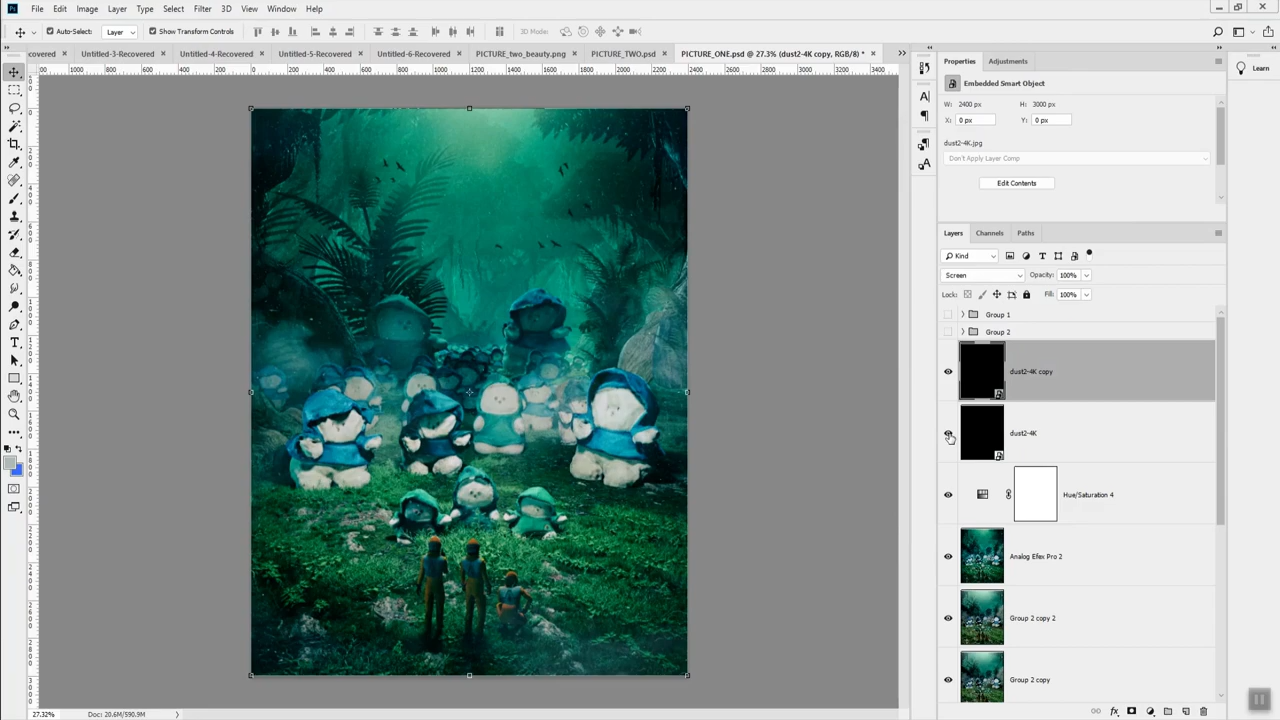 Ps File Edit Image Layer Type Select Filter 3D View Window Help
Auto-Select: Layer Show Transform Controls 3D Mode:
covered × Untitled-3-Recovered × Untitled-4-Recovered × Untitled-5-Recovered × Untitled-6-Recovered × PICTURE_two_beauty.png × PICTURE_TWO.psd × PICTURE_ONE.psd @ 27.3% (dust2-4K copy, RGB/8) * ×
Properties Adjustments
Learn
Embedded Smart Object
W: 2400 px H: 3000 px
X: 0 px Y: 0 px
dust2-4K.jpg
Don't Apply Layer Comp
Edit Contents
Layers Channels Paths
Kind
Screen Opacity: 100%
Lock: Fill: 100%
Group 1
Group 2
dust2-4K copy
dust2-4K
Hue/Saturation 4
Analog Efex Pro 2
Group 2 copy 2
Group 2 copy
27.32% Doc: 20.6M/590.9M